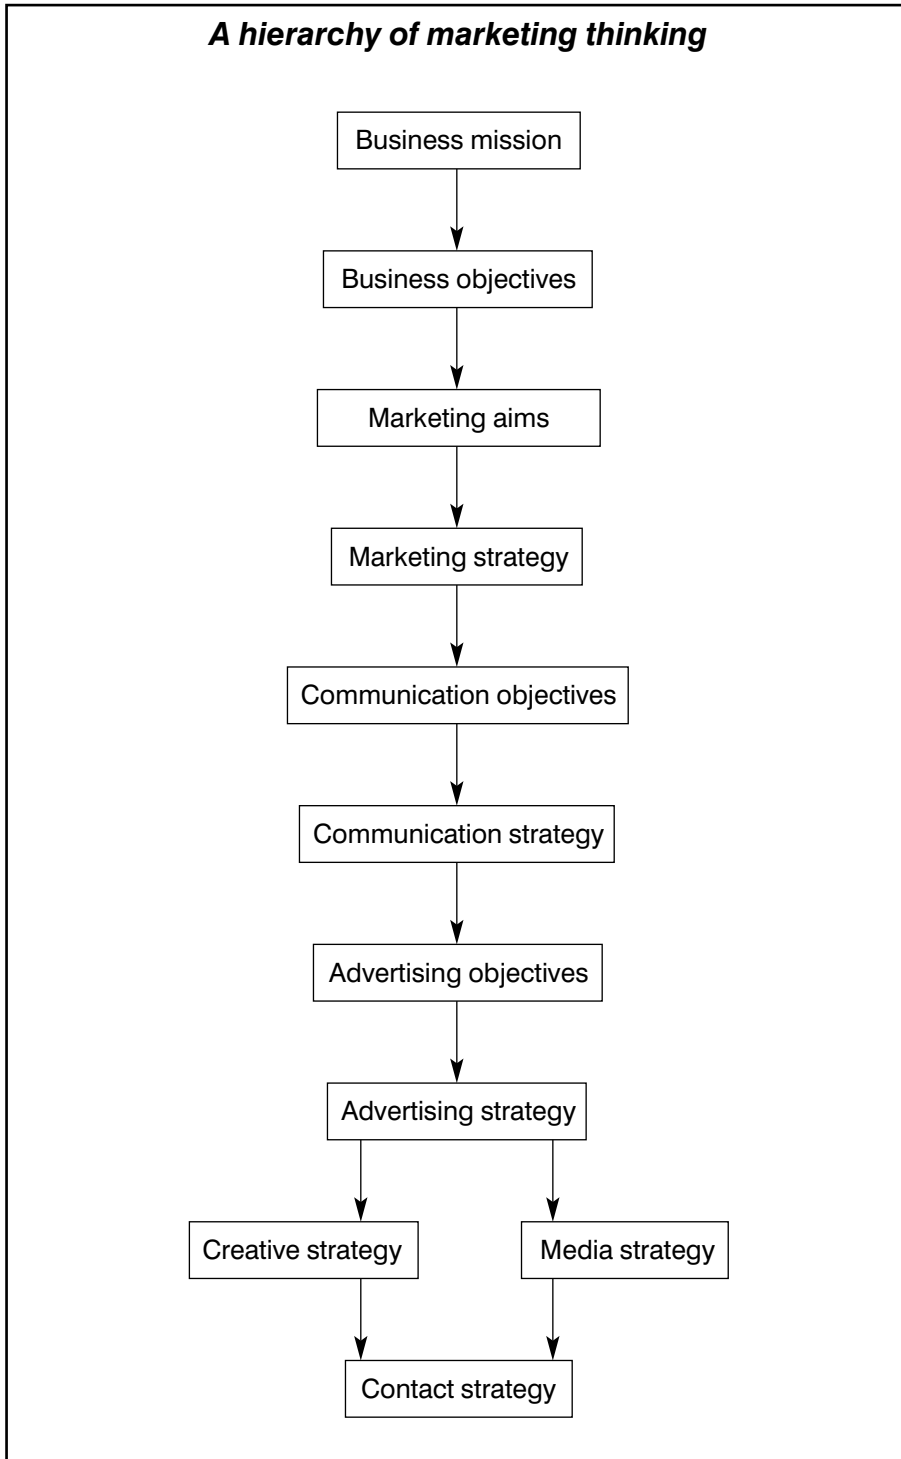 A hierarchy of marketing thinking
Business mission
Business objectives
Marketing aims
Marketing strategy
Communication objectives
Communication strategy
Advertising objectives
Advertising strategy
Creative strategy
Media strategy
Contact strategy